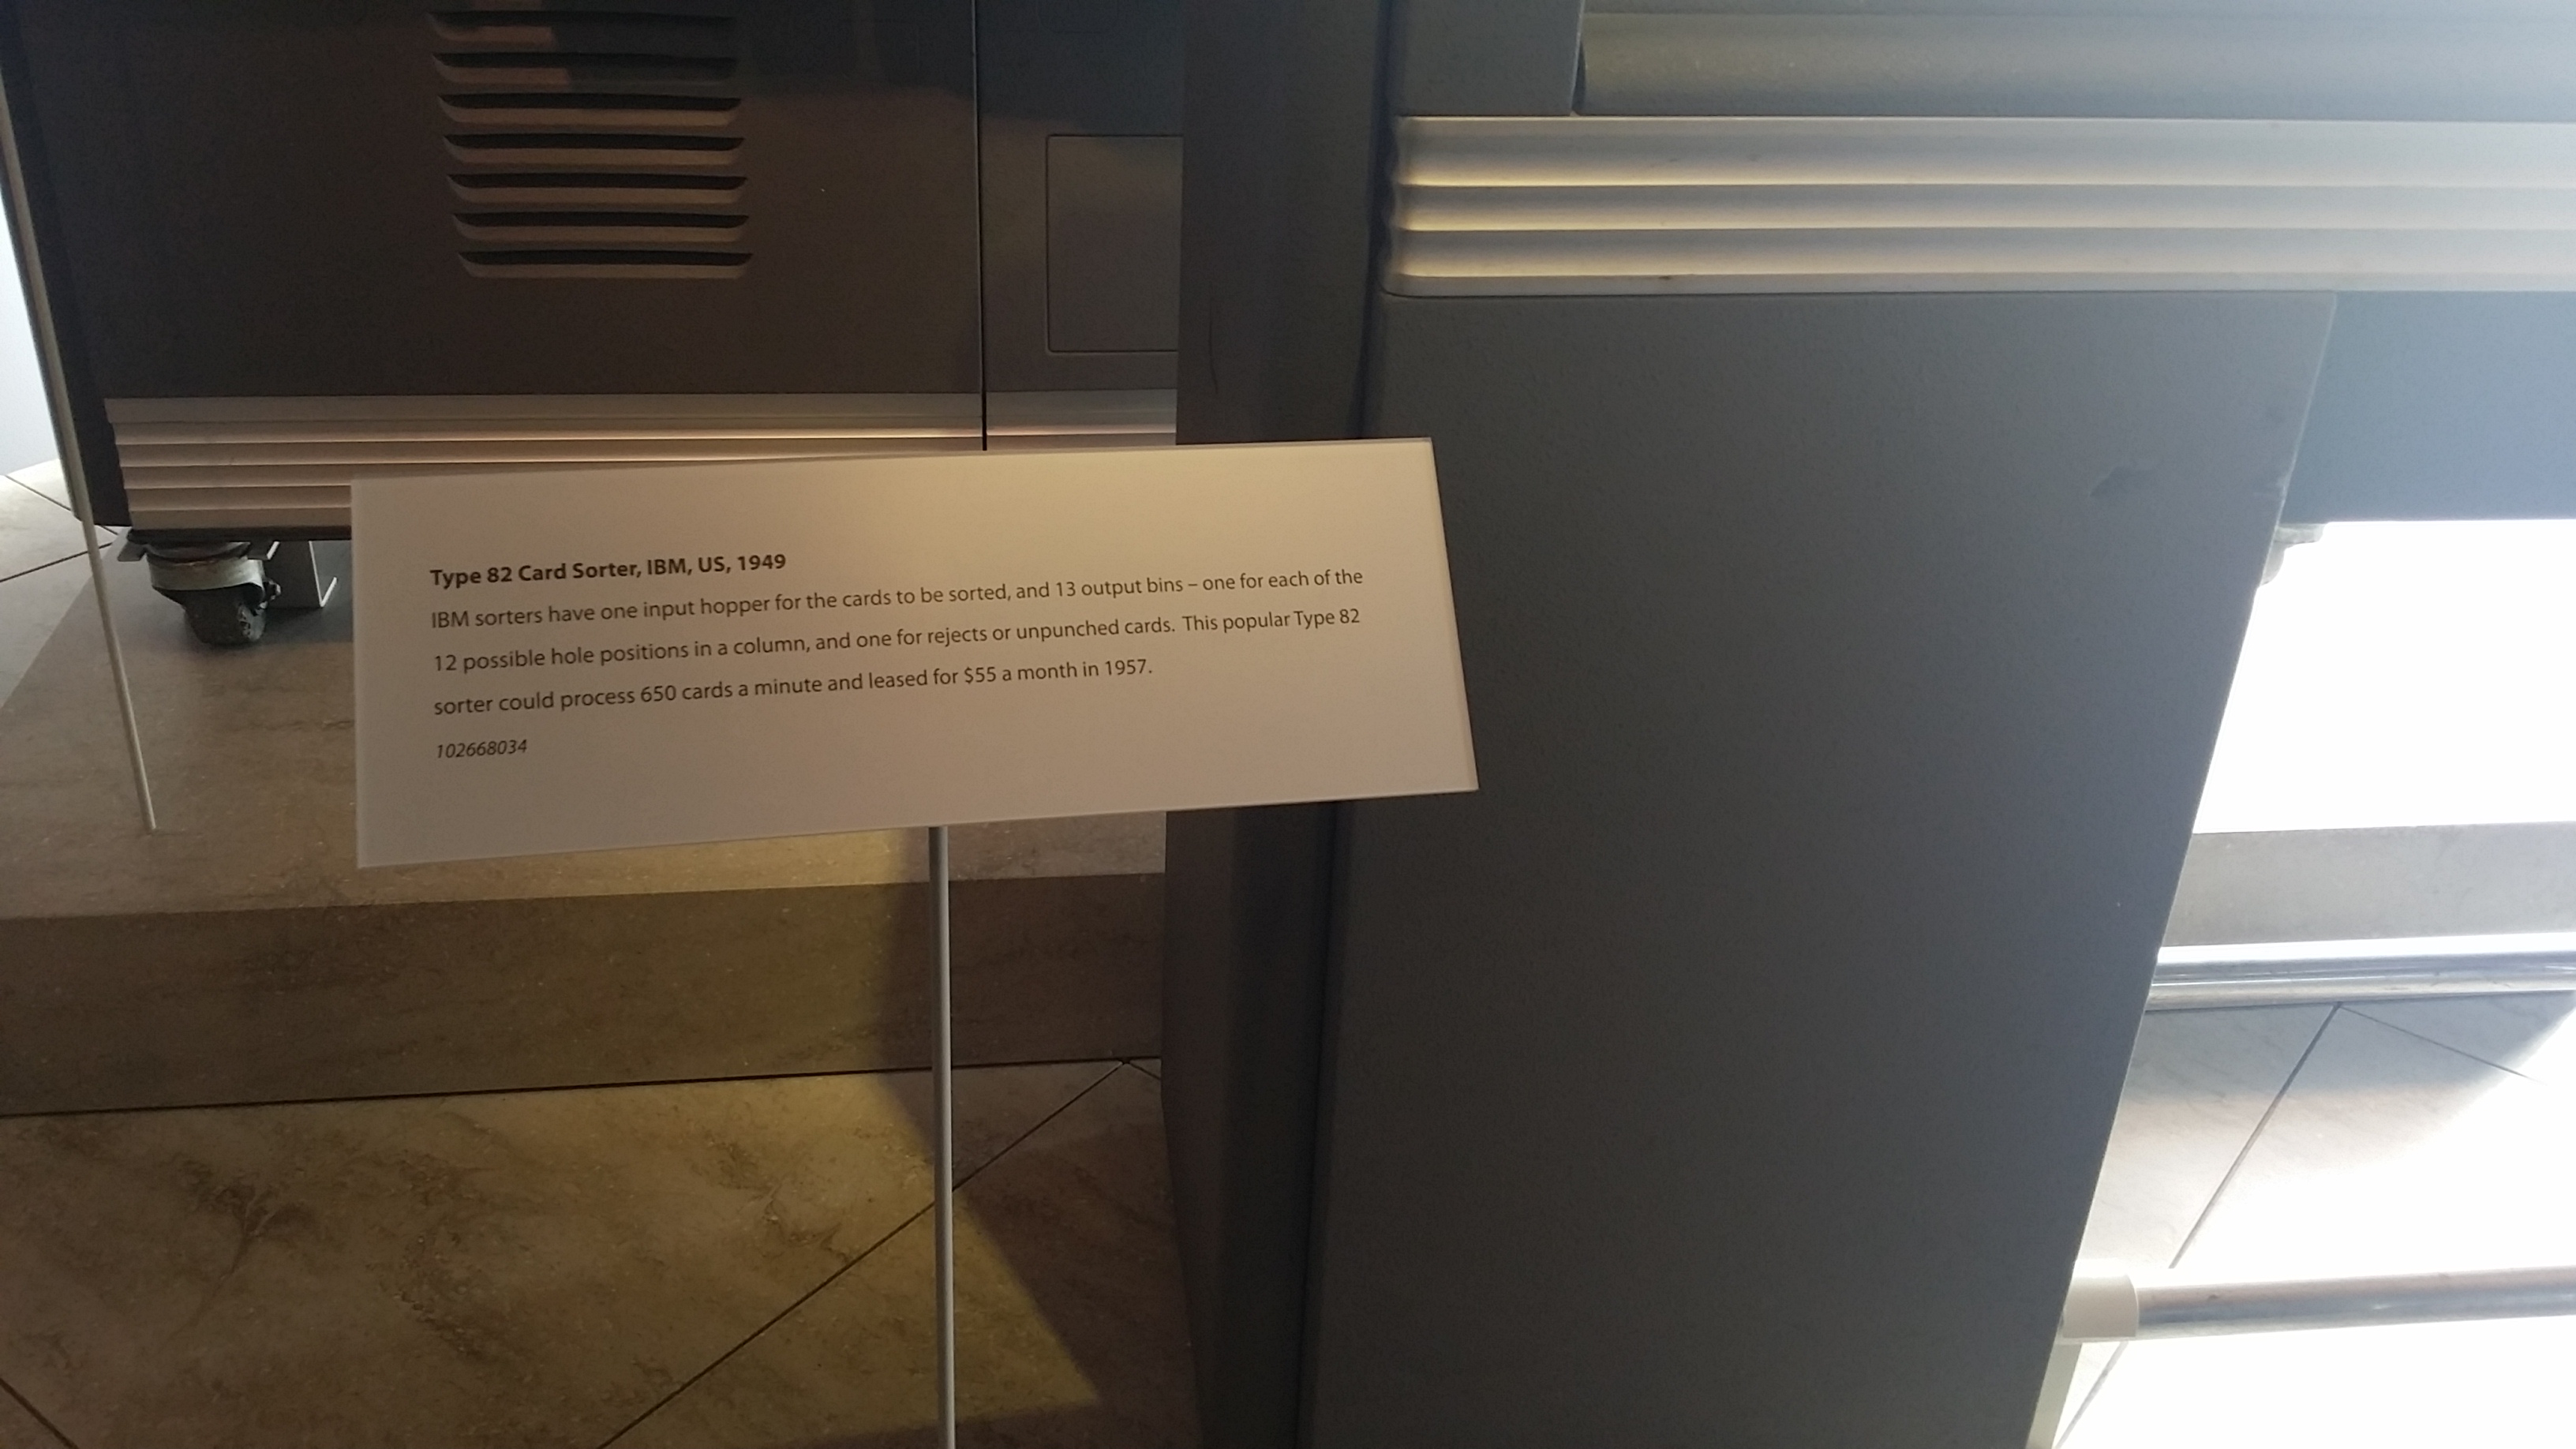 Type 82 Card Sorter, IBM, US, 1949
IBM sorters have one input hopper for the cards to be sorted, and 13 output bins – one for each of the
12 possible hole positions in a column, and one for rejects or unpunched cards. This popular Type 82
sorter could process 650 cards a minute and leased for $55 a month in 1957.
102668034